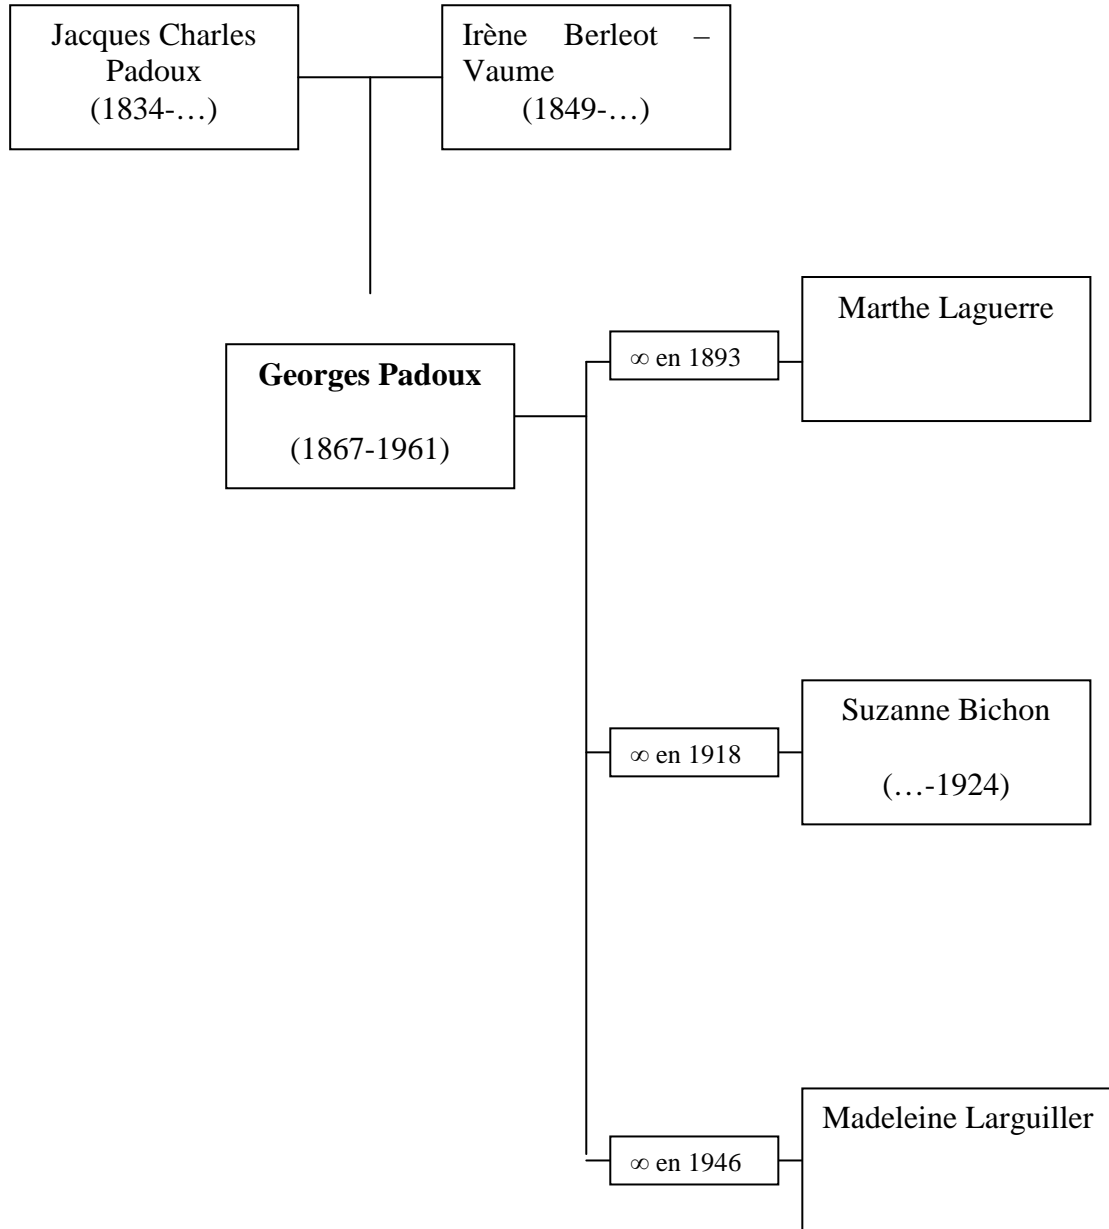 Jacques Charles
Padoux
(1834-…)
Irène Berleot –
Vaume
(1849-…)
Marthe Laguerre
∞ en 1893
Georges Padoux
(1867-1961)
Suzanne Bichon
∞ en 1918
(…-1924)
Madeleine Larguiller
∞ en 1946